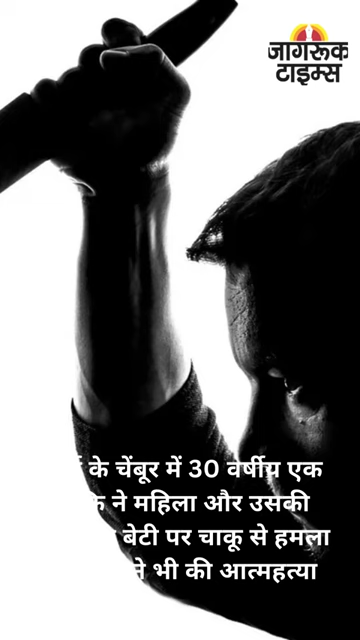 जागरूक
टाइम्स
के चेंबूर में 30 वर्षीय एक
ने महिला और उसकी
बेटी पर चाकू से हमला
भी की आत्महत्या